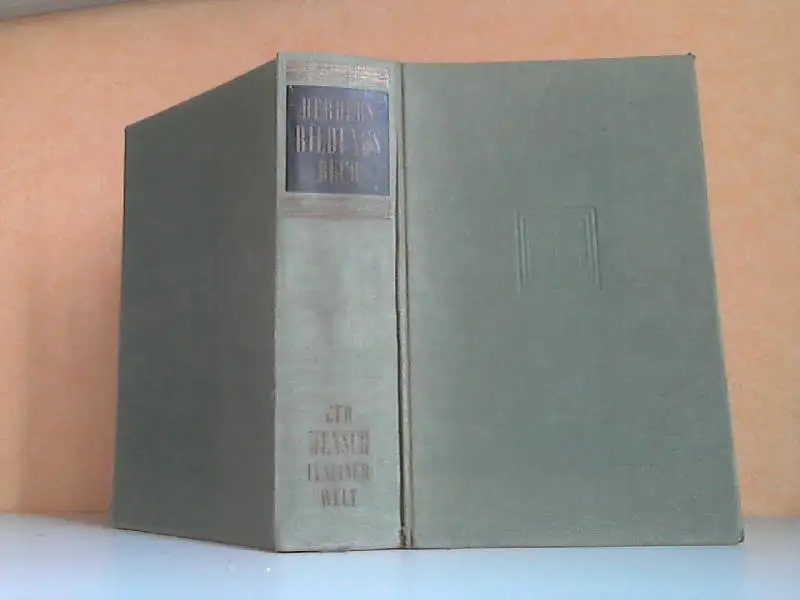 HERDERS
BILDUNGS
BUCH
DER
MENSCH
IN SEINER
WELT